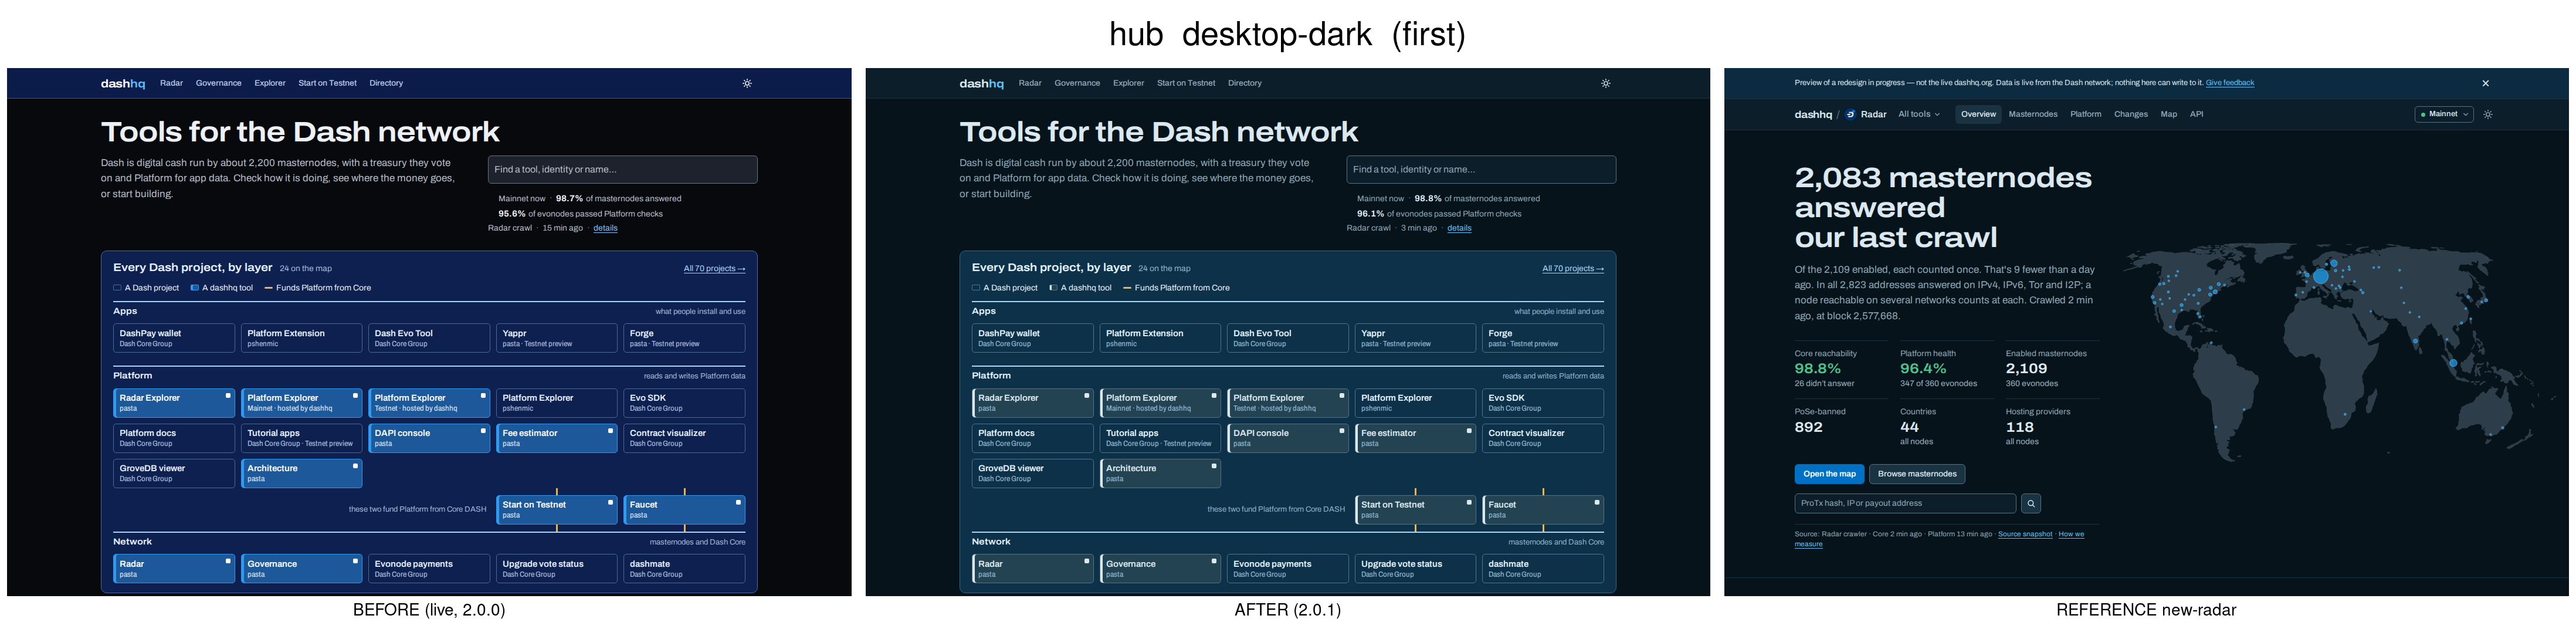 hub desktop-dark (first)
dashhq Radar Governance Explorer Start on Testnet Directory
Tools for the Dash network
Dash is digital cash run by about 2,200 masternodes, with a treasury they vote
on and Platform for app data. Check how it is doing, see where the money goes,
or start building.
Find a tool, identity or name...
Mainnet now · 98.7% of masternodes answered
95.6% of evonodes passed Platform checks
Radar crawl · 15 min ago · details
Every Dash project, by layer 24 on the map All 70 projects →
A Dash project A dashhq tool Funds Platform from Core
Apps what people install and use
DashPay wallet Platform Extension Dash Evo Tool Yappr Forge
Dash Core Group pshenmic Dash Core Group pasta · Testnet preview pasta · Testnet preview
Platform reads and writes Platform data
Radar Explorer Platform Explorer Platform Explorer Platform Explorer Evo SDK
pasta Mainnet · hosted by dashhq Testnet · hosted by dashhq pshenmic Dash Core Group
Platform docs Tutorial apps DAPI console Fee estimator Contract visualizer
Dash Core Group Dash Core Group · Testnet preview pasta pasta Dash Core Group
GroveDB viewer Architecture
Dash Core Group pasta
these two fund Platform from Core DASH Start on Testnet Faucet
pasta pasta
Network masternodes and Dash Core
Radar Governance Evonode payments Upgrade vote status dashmate
pasta pasta Dash Core Group Dash Core Group Dash Core Group
BEFORE (live, 2.0.0)
dashhq Radar Governance Explorer Start on Testnet Directory
Tools for the Dash network
Dash is digital cash run by about 2,200 masternodes, with a treasury they vote
on and Platform for app data. Check how it is doing, see where the money goes,
or start building.
Find a tool, identity or name...
Mainnet now · 98.8% of masternodes answered
96.1% of evonodes passed Platform checks
Radar crawl · 3 min ago · details
Every Dash project, by layer 24 on the map All 70 projects →
A Dash project A dashhq tool Funds Platform from Core
Apps what people install and use
DashPay wallet Platform Extension Dash Evo Tool Yappr Forge
Dash Core Group pshenmic Dash Core Group pasta · Testnet preview pasta · Testnet preview
Platform reads and writes Platform data
Radar Explorer Platform Explorer Platform Explorer Platform Explorer Evo SDK
pasta Mainnet · hosted by dashhq Testnet · hosted by dashhq pshenmic Dash Core Group
Platform docs Tutorial apps DAPI console Fee estimator Contract visualizer
Dash Core Group Dash Core Group · Testnet preview pasta pasta Dash Core Group
GroveDB viewer Architecture
Dash Core Group pasta
these two fund Platform from Core DASH Start on Testnet Faucet
pasta pasta
Network masternodes and Dash Core
Radar Governance Evonode payments Upgrade vote status dashmate
pasta pasta Dash Core Group Dash Core Group Dash Core Group
AFTER (2.0.1)
Preview of a redesign in progress — not the live dashhq.org. Data is live from the Dash network; nothing here can write to it. Give feedback
dashhq / Radar All tools Overview Masternodes Platform Changes Map API Mainnet
2,083 masternodes
answered
our last crawl
Of the 2,109 enabled, each counted once. That's 9 fewer than a day
ago. In all 2,823 addresses answered on IPv4, IPv6, Tor and I2P; a
node reachable on several networks counts at each. Crawled 2 min
ago, at block 2,577,668.
Core reachability Platform health Enabled masternodes
98.8% 96.4% 2,109
26 didn't answer 347 of 360 evonodes 360 evonodes
PoSe-banned Countries Hosting providers
892 44 118
all nodes all nodes
Open the map Browse masternodes
ProTx hash, IP or payout address
Source: Radar crawler · Core 2 min ago · Platform 13 min ago · Source snapshot · How we
measure
REFERENCE new-radar